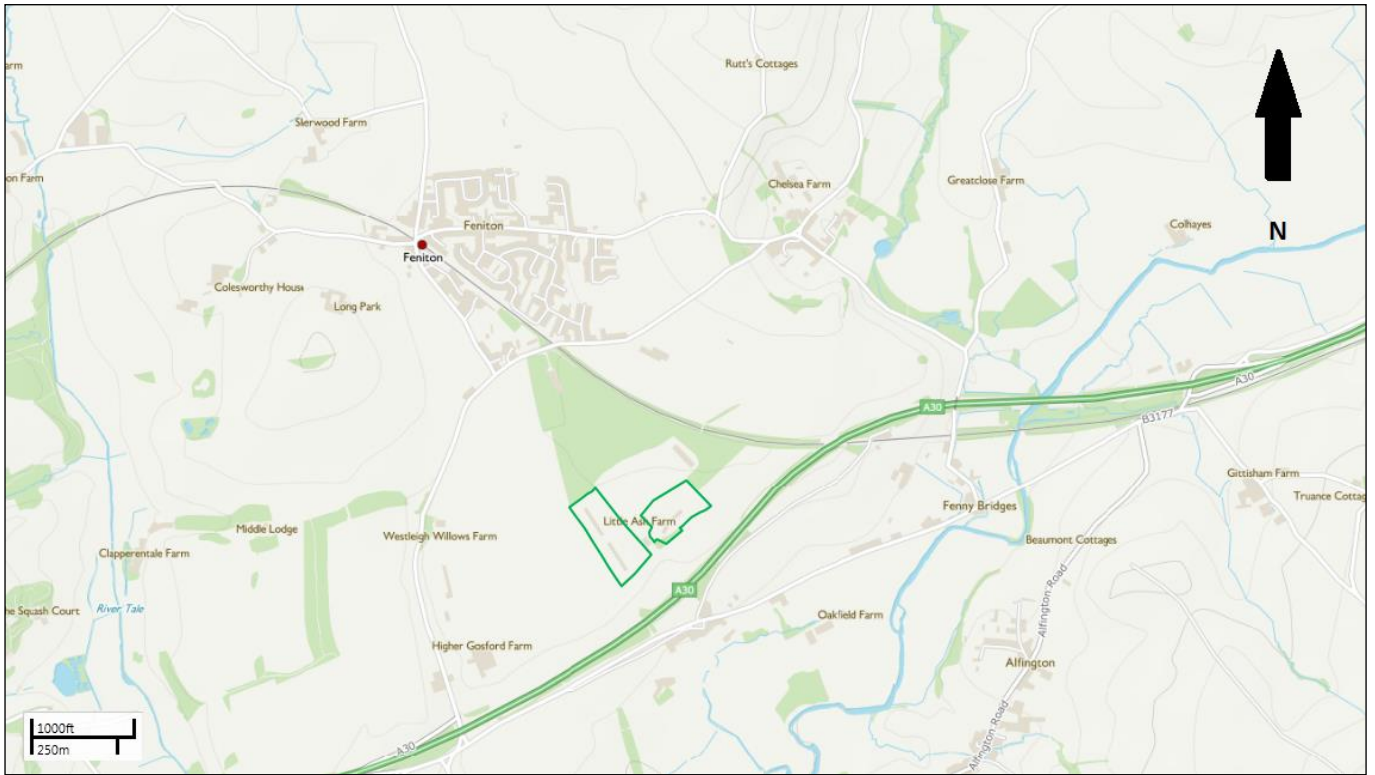 Rutt's Cottages
arm
Slerwood Farm
on Farm
Chelsea Farm
Greatclose Farm
Colhayes
N
Feniton
Feniton
Colesworthy House
Long Park
A30
A30
B3177
Gittisham Farm
Truance Cottag
Fenny Bridges
Little Ash Farm
Middle Lodge
Westleigh Willows Farm
Clapperentale Farm
Beaumont Cottages
A30
he Squash Court
River Tale
Oakfield Farm
Alfington Road
Higher Gosford Farm
Alfington
Alfington Road
1000ft
250m
A30